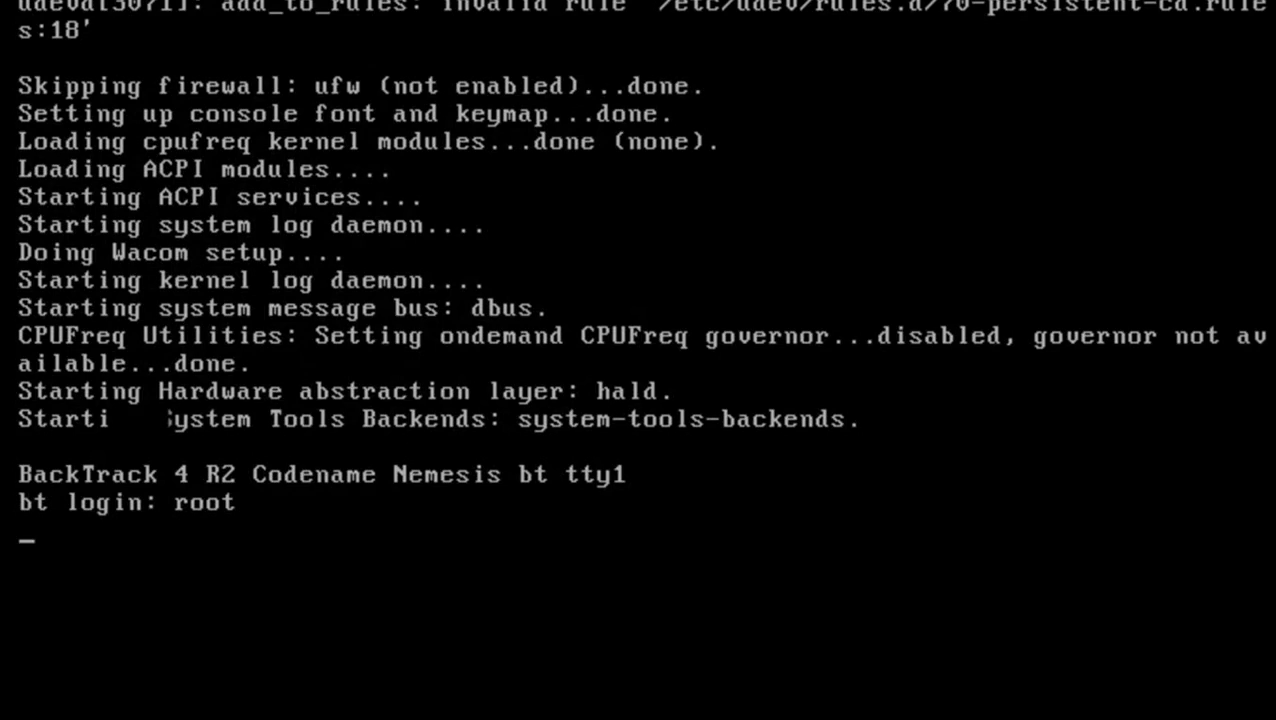 udevd[3071]: add_to_rules: invalid rule '/etc/udev/rules.d/70-persistent-cd.rule
s:18'
Skipping firewall: ufw (not enabled)...done.
Setting up console font and keymap...done.
Loading cpufreq kernel modules...done (none).
Loading ACPI modules....
Starting ACPI services....
Starting system log daemon....
Doing Wacom setup....
Starting kernel log daemon....
Starting system message bus: dbus.
CPUFreq Utilities: Setting ondemand CPUFreq governor...disabled, governor not av
ailable...done.
Starting Hardware abstraction layer: hald.
Starti System Tools Backends: system-tools-backends.
BackTrack 4 R2 Codename Nemesis bt tty1
bt login: root
_